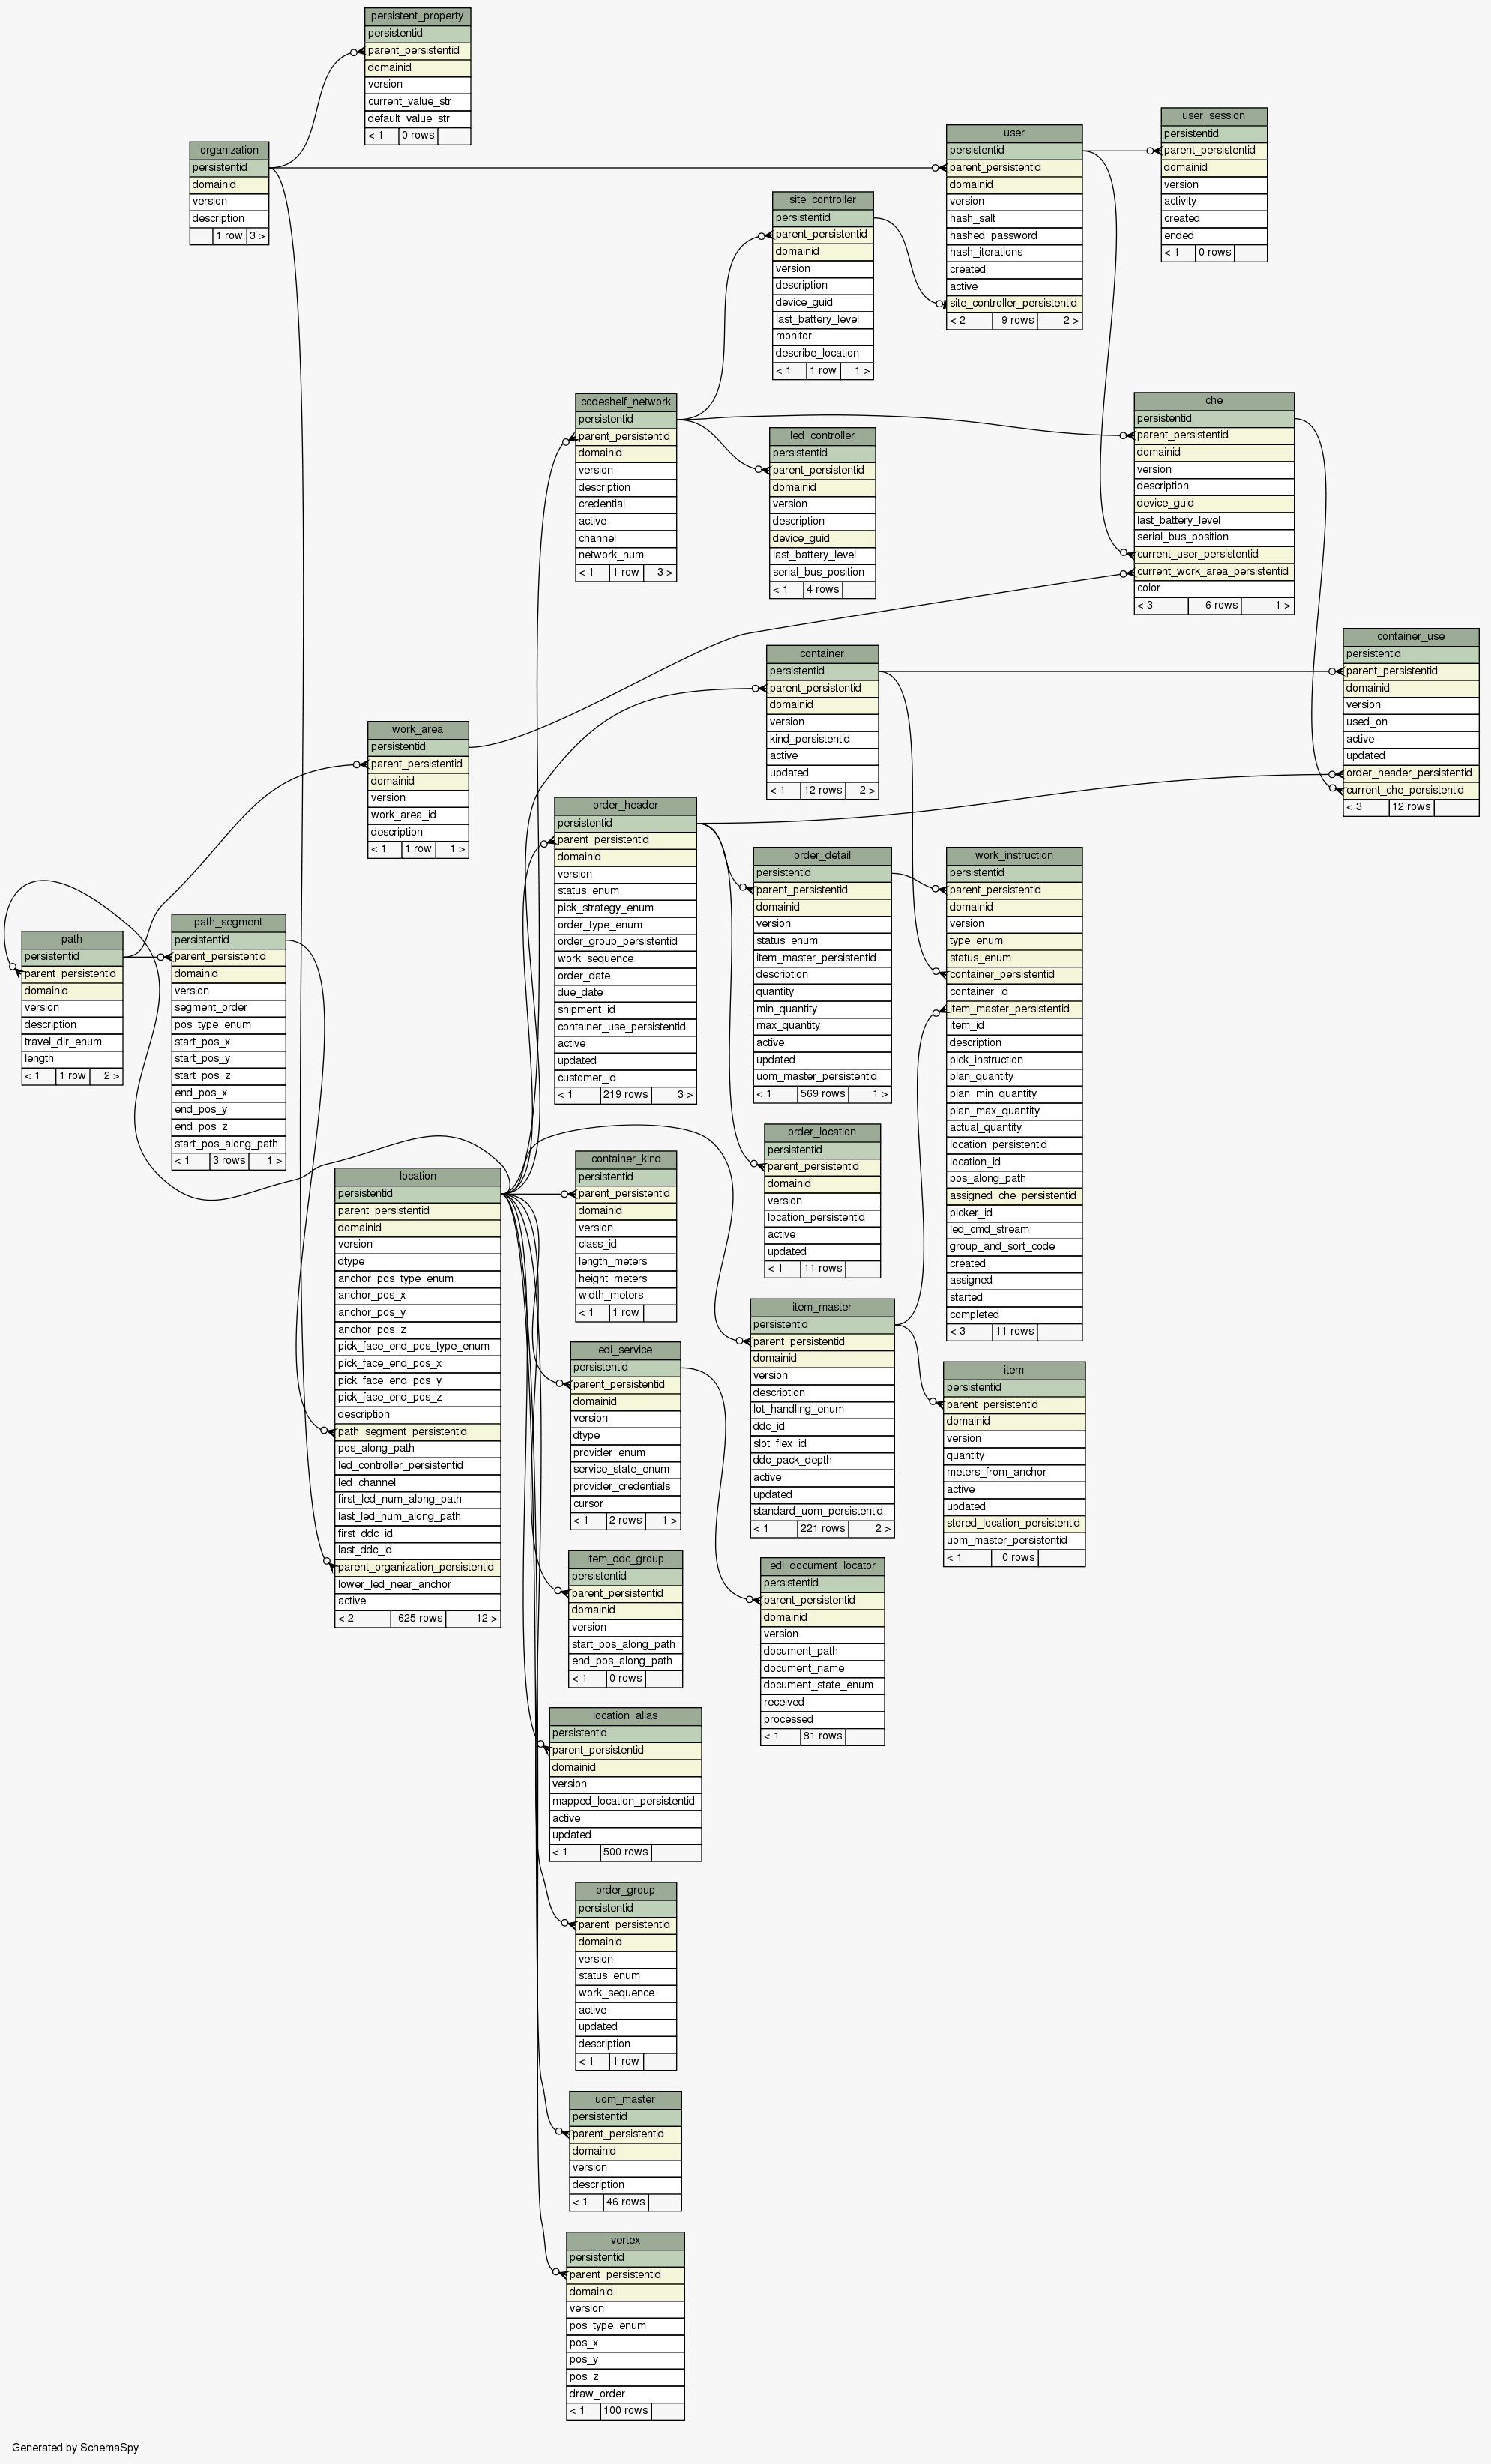 persistent_property
persistentid
parent_persistentid
domainid
version
current_value_str
default_value_str
< 1 0 rows
organization
persistentid
domainid
version
description
1 row 3 >
user
persistentid
parent_persistentid
domainid
version
hash_salt
hashed_password
hash_iterations
created
active
site_controller_persistentid
< 2 9 rows 2 >
user_session
persistentid
parent_persistentid
domainid
version
activity
created
ended
< 1 0 rows
site_controller
persistentid
parent_persistentid
domainid
version
description
device_guid
last_battery_level
monitor
describe_location
< 1 1 row 1 >
codeshelf_network
persistentid
parent_persistentid
domainid
version
description
credential
active
channel
network_num
< 1 1 row 3 >
led_controller
persistentid
parent_persistentid
domainid
version
description
device_guid
last_battery_level
serial_bus_position
< 1 4 rows
che
persistentid
parent_persistentid
domainid
version
description
device_guid
last_battery_level
serial_bus_position
current_user_persistentid
current_work_area_persistentid
color
< 3 6 rows 1 >
container_use
persistentid
parent_persistentid
domainid
version
used_on
active
updated
order_header_persistentid
current_che_persistentid
< 3 12 rows
container
persistentid
parent_persistentid
domainid
version
kind_persistentid
active
updated
< 1 12 rows 2 >
work_area
persistentid
parent_persistentid
domainid
version
work_area_id
description
< 1 1 row 1 >
order_header
persistentid
parent_persistentid
domainid
version
status_enum
pick_strategy_enum
order_type_enum
order_group_persistentid
work_sequence
order_date
due_date
shipment_id
container_use_persistentid
active
updated
customer_id
< 1 219 rows 3 >
order_detail
persistentid
parent_persistentid
domainid
version
status_enum
item_master_persistentid
description
quantity
min_quantity
max_quantity
active
updated
uom_master_persistentid
< 1 569 rows 1 >
work_instruction
persistentid
parent_persistentid
domainid
version
type_enum
status_enum
container_persistentid
container_id
item_master_persistentid
item_id
description
pick_instruction
plan_quantity
plan_min_quantity
plan_max_quantity
actual_quantity
location_persistentid
location_id
pos_along_path
assigned_che_persistentid
picker_id
led_cmd_stream
group_and_sort_code
created
assigned
started
completed
< 3 11 rows
path
persistentid
parent_persistentid
domainid
version
description
travel_dir_enum
length
< 1 1 row 2 >
path_segment
persistentid
parent_persistentid
domainid
version
segment_order
pos_type_enum
start_pos_x
start_pos_y
start_pos_z
end_pos_x
end_pos_y
end_pos_z
start_pos_along_path
< 1 3 rows 1 >
location
persistentid
parent_persistentid
domainid
version
dtype
anchor_pos_type_enum
anchor_pos_x
anchor_pos_y
anchor_pos_z
pick_face_end_pos_type_enum
pick_face_end_pos_x
pick_face_end_pos_y
pick_face_end_pos_z
description
path_segment_persistentid
pos_along_path
led_controller_persistentid
led_channel
first_led_num_along_path
last_led_num_along_path
first_ddc_id
last_ddc_id
parent_organization_persistentid
lower_led_near_anchor
active
< 2 625 rows 12 >
container_kind
persistentid
parent_persistentid
domainid
version
class_id
length_meters
height_meters
width_meters
< 1 1 row
order_location
persistentid
parent_persistentid
domainid
version
location_persistentid
active
updated
< 1 11 rows
item_master
persistentid
parent_persistentid
domainid
version
description
lot_handling_enum
ddc_id
slot_flex_id
ddc_pack_depth
active
updated
standard_uom_persistentid
< 1 221 rows 2 >
edi_service
persistentid
parent_persistentid
domainid
version
dtype
provider_enum
service_state_enum
provider_credentials
cursor
< 1 2 rows 1 >
item
persistentid
parent_persistentid
domainid
version
quantity
meters_from_anchor
active
updated
stored_location_persistentid
uom_master_persistentid
< 1 0 rows
item_ddc_group
persistentid
parent_persistentid
domainid
version
start_pos_along_path
end_pos_along_path
< 1 0 rows
edi_document_locator
persistentid
parent_persistentid
domainid
version
document_path
document_name
document_state_enum
received
processed
< 1 81 rows
location_alias
persistentid
parent_persistentid
domainid
version
mapped_location_persistentid
active
updated
< 1 500 rows
order_group
persistentid
parent_persistentid
domainid
version
status_enum
work_sequence
active
updated
description
< 1 1 row
uom_master
persistentid
parent_persistentid
domainid
version
description
< 1 46 rows
vertex
persistentid
parent_persistentid
domainid
version
pos_type_enum
pos_x
pos_y
pos_z
draw_order
< 1 100 rows
Generated by SchemaSpy